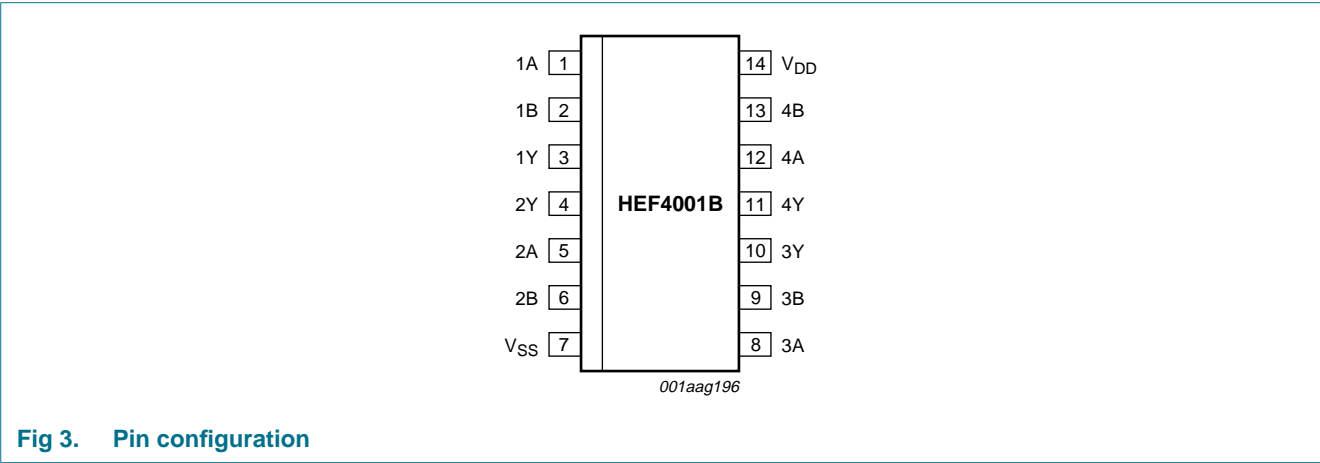 1A 1 14 VDD
1B 2 13 4B
1Y 3 12 4A
2Y 4 HEF4001B 11 4Y
2A 5 10 3Y
2B 6 9 3B
VSS 7 8 3A
001aag196
Fig 3. Pin configuration